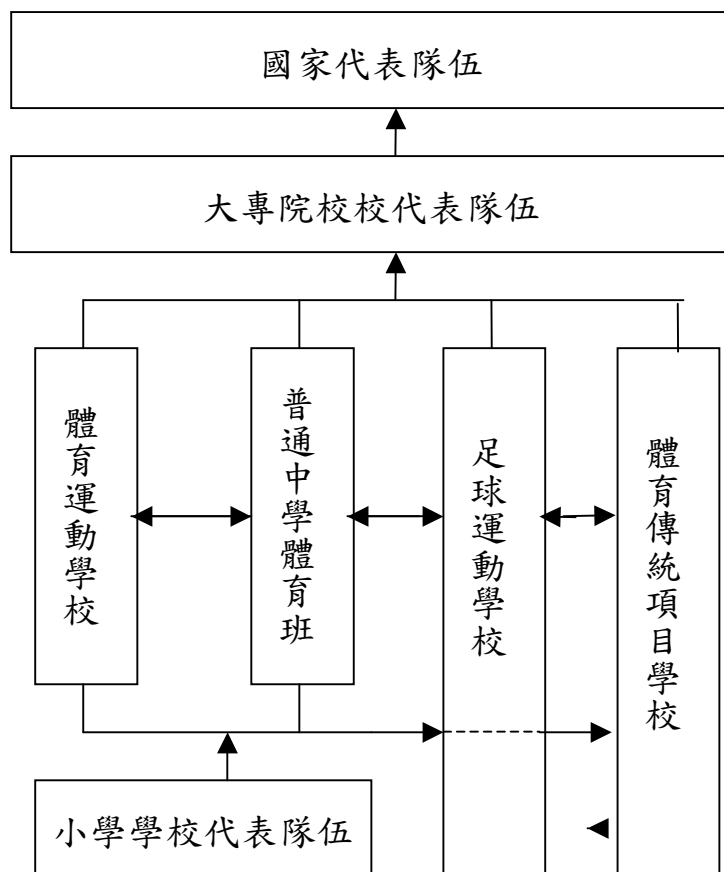 國家代表隊伍
大專院校校代表隊伍
體育運動學校
普通中學體育班
足球運動學校
體育傳統項目學校
小學學校代表隊伍